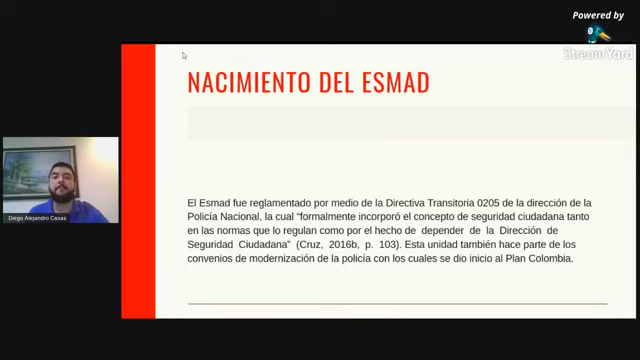 Powered by
StreamYard
NACIMIENTO DEL ESMAD
El Esmad fue reglamentado por medio de la Directiva Transitoria 0205 de la dirección de la
Policía Nacional, la cual “formalmente incorporó el concepto de seguridad ciudadana tanto
en las normas que lo regulan como por el hecho de depender de la Dirección de
Seguridad Ciudadana” (Cruz, 2016b, p. 103). Esta unidad también hace parte de los
convenios de modernización de la policía con los cuales se dio inicio al Plan Colombia.
Diego Alejandro Casas